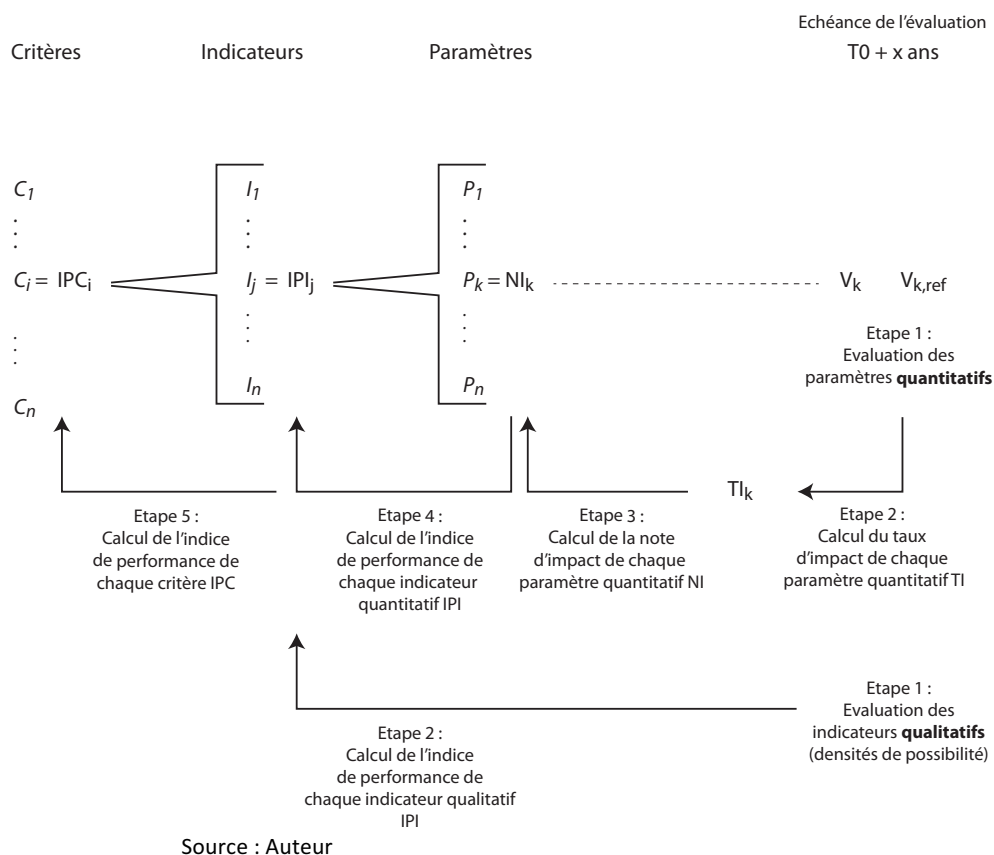 Echéance de l'évaluation
Critères Indicateurs Paramètres T0 + x ans
C1 I1 P1
Ci = IPCi Ij = IPIj Pk = NIk Vk Vk,ref
Etape 1 :
Evaluation des
paramètres quantitatifs
Cn In Pn
TIk
Etape 5 :
Calcul de l'indice
de performance de
chaque critère IPC
Etape 4 :
Calcul de l'indice
de performance de
chaque indicateur
quantitatif IPI
Etape 3 :
Calcul de la note
d'impact de chaque
paramètre quantitatif NI
Etape 2 :
Calcul du taux
d'impact de chaque
paramètre quantitatif TI
Etape 1 :
Evaluation des
indicateurs qualitatifs
(densités de possibilité)
Etape 2 :
Calcul de l'indice
de performance de
chaque indicateur qualitatif
IPI
Source : Auteur